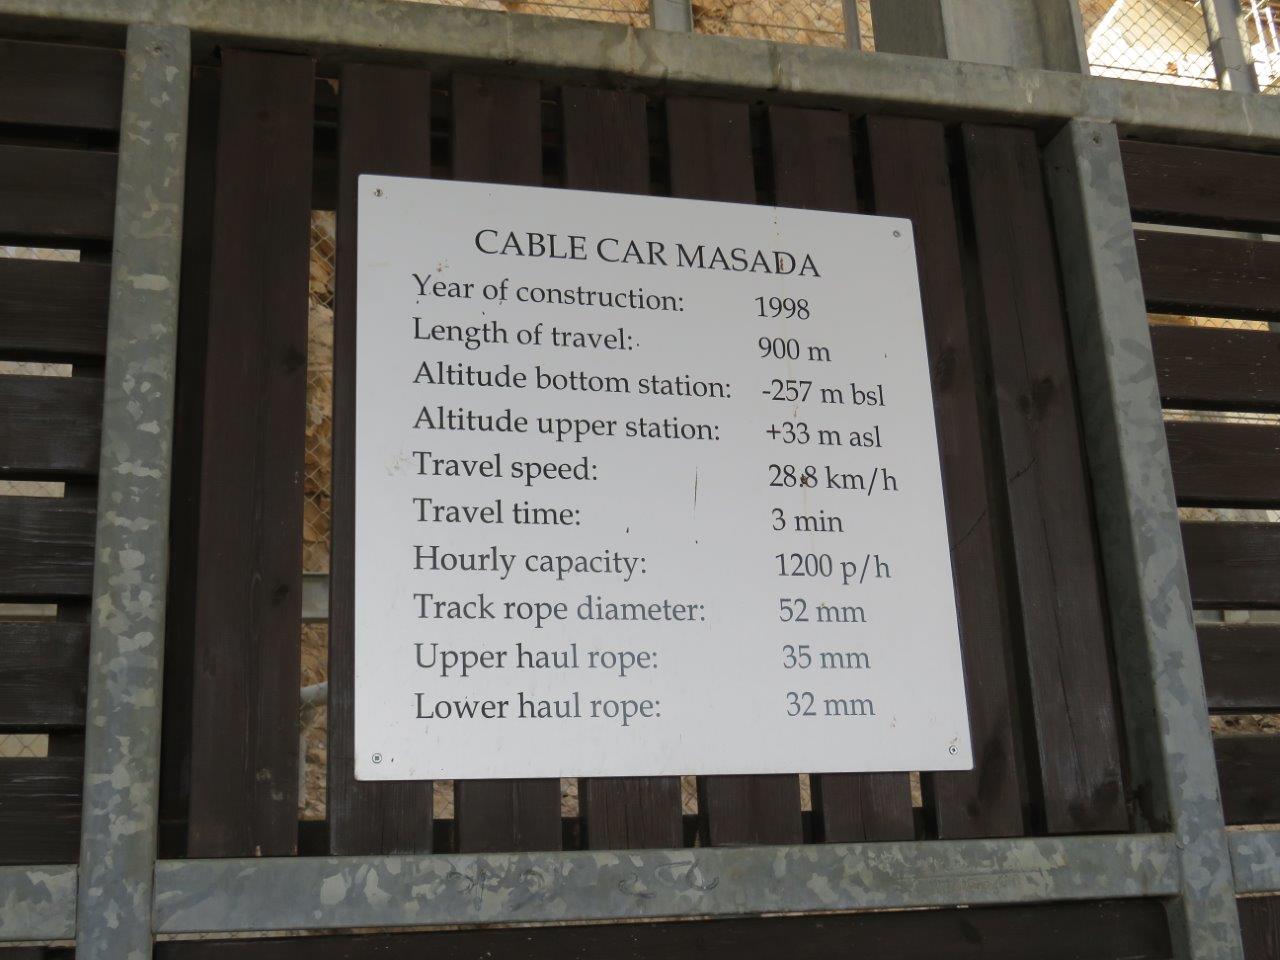 CABLE CAR MASADA
Year of construction: 1998
Length of travel: 900 m
Altitude bottom station: -257 m bsl
Altitude upper station: +33 m asl
Travel speed: 28.8 km/h
Travel time: 3 min
Hourly capacity: 1200 p/h
Track rope diameter: 52 mm
Upper haul rope: 35 mm
Lower haul rope: 32 mm